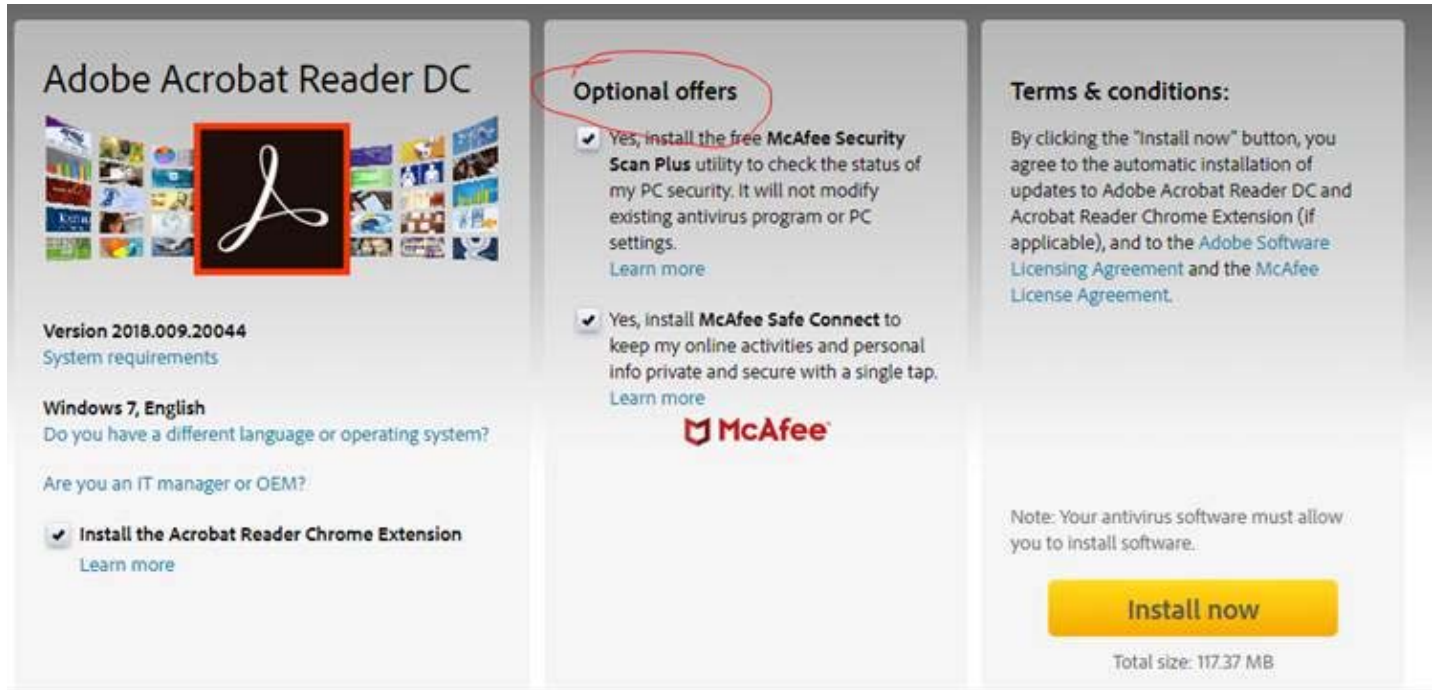 Adobe Acrobat Reader DC
Version 2018.009.20044
System requirements
Windows 7, English
Do you have a different language or operating system?
Are you an IT manager or OEM?
Install the Acrobat Reader Chrome Extension
Learn more
Optional offers
Yes, install the free McAfee Security
Scan Plus utility to check the status of
my PC security. It will not modify
existing antivirus program or PC
settings.
Learn more
Yes, install McAfee Safe Connect to
keep my online activities and personal
info private and secure with a single tap.
Learn more
McAfee
Terms & conditions:
By clicking the "Install now" button, you
agree to the automatic installation of
updates to Adobe Acrobat Reader DC and
Acrobat Reader Chrome Extension (if
applicable), and to the Adobe Software
Licensing Agreement and the McAfee
License Agreement.
Note: Your antivirus software must allow
you to install software.
Install now
Total size: 117.37 MB